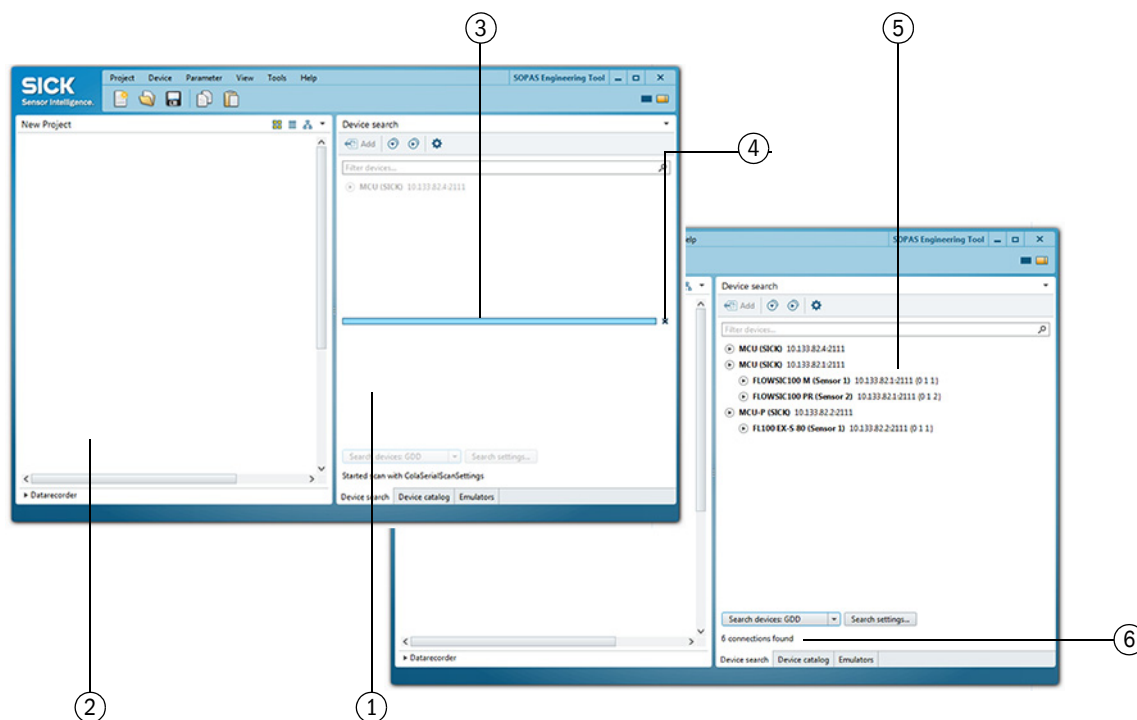 3
5
SICK
Sensor Intelligence.
Project Device Parameter View Tools Help
SOPAS Engineering Tool
New Project
Device search
Add
Filter devices...
MCU (SICK) 10.133.82.4:2111
4
Search devices: GDD
Search settings...
Started scan with ColaSerialScanSettings
Datarecorder
Device search Device catalog Emulators
elp
SOPAS Engineering Tool
Device search
Add
Filter devices...
MCU (SICK) 10.133.82.4:2111
MCU (SICK) 10.133.82.1:2111
FLOWSIC100 M (Sensor 1) 10.133.82.1:2111 (0 1 1)
FLOWSIC100 PR (Sensor 2) 10.133.82.1:2111 (0 1 2)
MCU-P (SICK) 10.133.82.2:2111
FL100 EX-S-80 (Sensor 1) 10.133.82.2:2111 (0 1 1)
Search devices: GDD
Search settings...
6 connections found
6
Datarecorder
Device search Device catalog Emulators
2
1